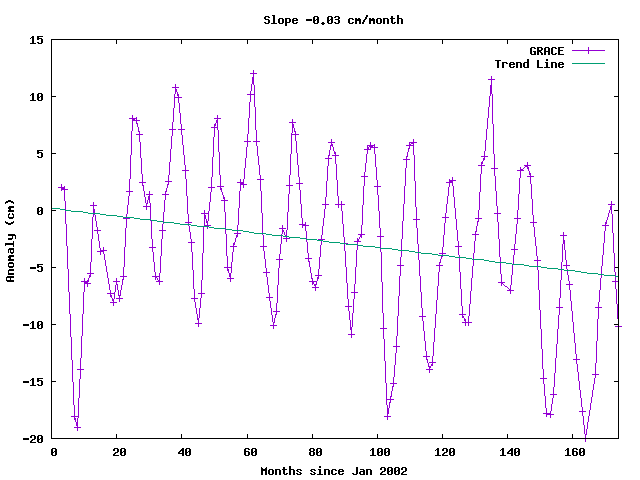 Slope -0.03 cm/month
GRACE
Trend Line
15
10
5
0
-5
-10
-15
-20
Anomaly (cm)
0 20 40 60 80 100 120 140 160
Months since Jan 2002